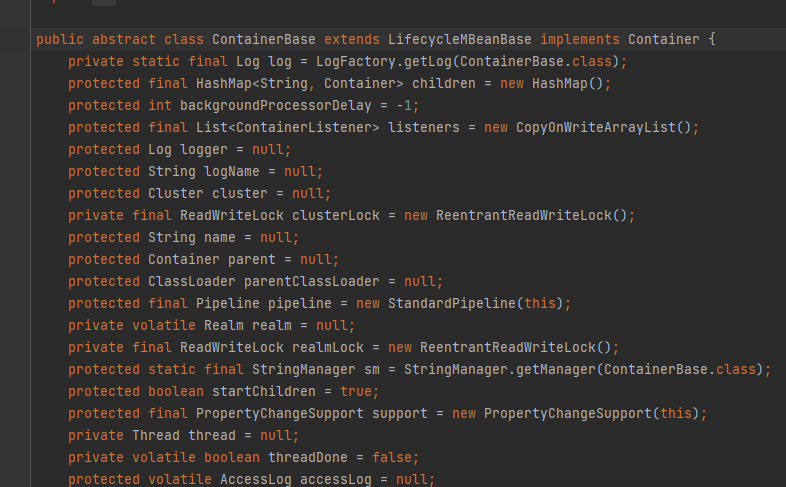 public abstract class ContainerBase extends LifecycleMBeanBase implements Container {
private static final Log log = LogFactory.getLog(ContainerBase.class);
protected final HashMap<String, Container> children = new HashMap();
protected int backgroundProcessorDelay = -1;
protected final List<ContainerListener> listeners = new CopyOnWriteArrayList();
protected Log logger = null;
protected String logName = null;
protected Cluster cluster = null;
private final ReadWriteLock clusterLock = new ReentrantReadWriteLock();
protected String name = null;
protected Container parent = null;
protected ClassLoader parentClassLoader = null;
protected final Pipeline pipeline = new StandardPipeline(this);
private volatile Realm realm = null;
private final ReadWriteLock realmLock = new ReentrantReadWriteLock();
protected static final StringManager sm = StringManager.getManager(ContainerBase.class);
protected boolean startChildren = true;
protected final PropertyChangeSupport support = new PropertyChangeSupport(this);
private Thread thread = null;
private volatile boolean threadDone = false;
protected volatile AccessLog accessLog = null;